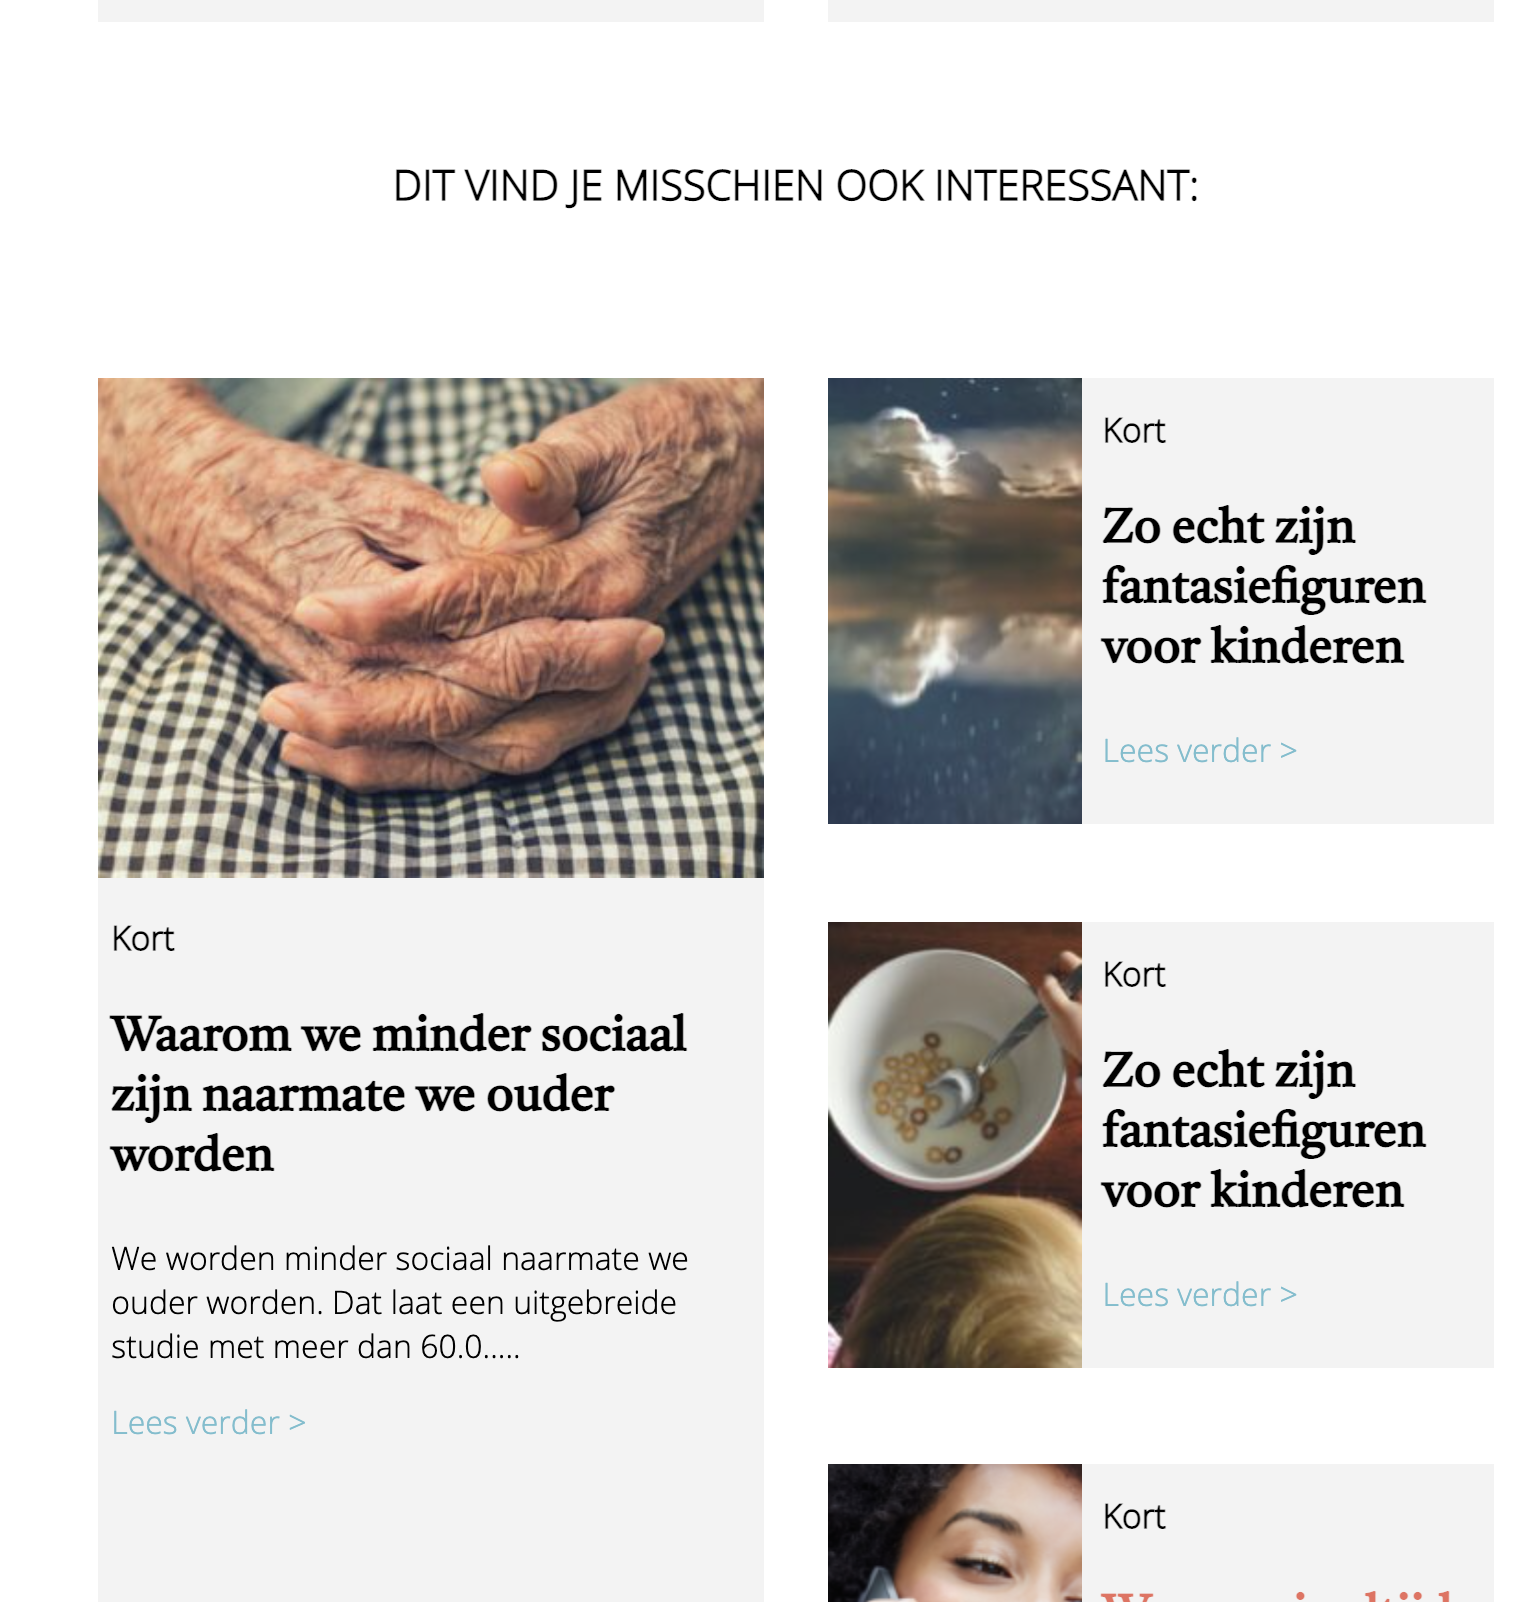 DIT VIND JE MISSCHIEN OOK INTERESSANT:
Kort
Waarom we minder sociaal
zijn naarmate we ouder
worden
We worden minder sociaal naarmate we
ouder worden. Dat laat een uitgebreide
studie met meer dan 60.0.....
Lees verder >
Kort
Zo echt zijn
fantasiefiguren
voor kinderen
Lees verder >
Kort
Zo echt zijn
fantasiefiguren
voor kinderen
Lees verder >
Kort